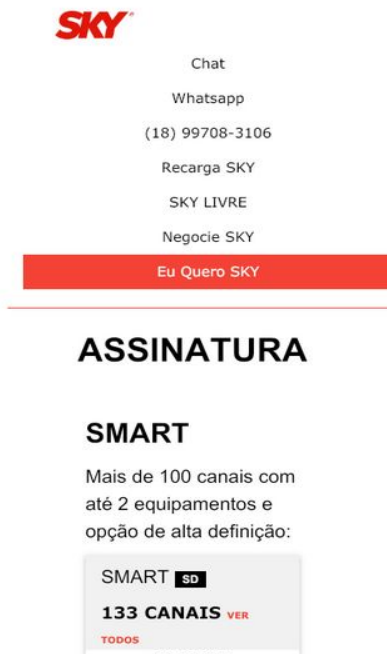 SKY
Chat
Whatsapp
(18) 99708-3106
Recarga SKY
SKY LIVRE
Negocie SKY
Eu Quero SKY
ASSINATURA
SMART
Mais de 100 canais com
até 2 equipamentos e
opção de alta definição:
SMART SD
133 CANAIS VER
TODOS